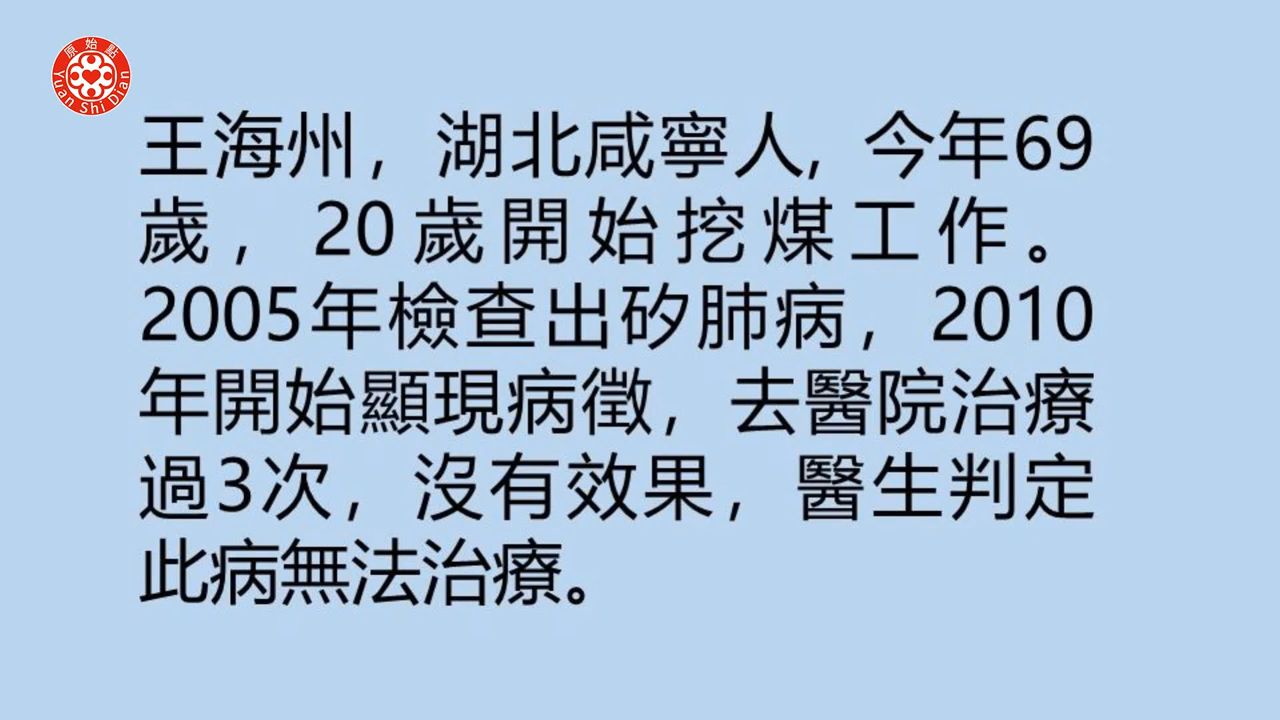 原始點
Yuan Shi Dian
王海州，湖北咸寧人，今年69
歲，20歲開始挖煤工作。
2005年檢查出矽肺病，2010
年開始顯現病徵，去醫院治療
過3次，沒有效果，醫生判定
此病無法治療。